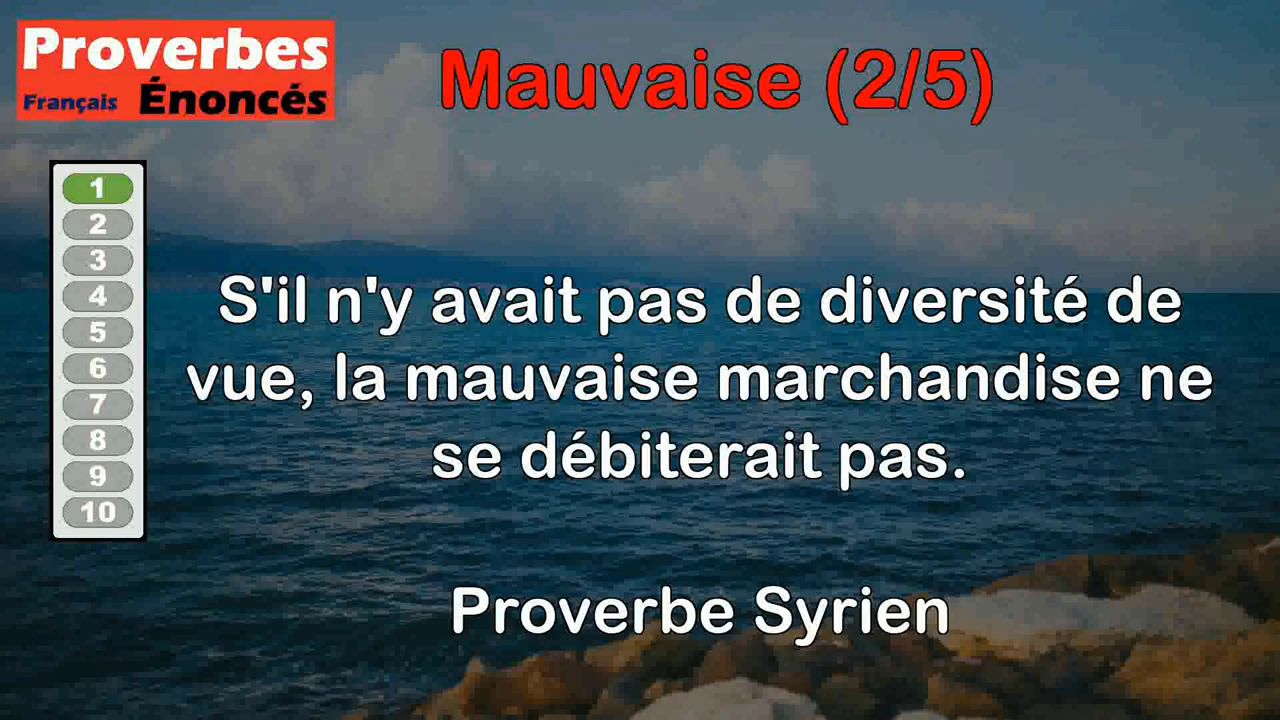 Proverbes
Français Énoncés
Mauvaise (2/5)
1
2
3
4
5
6
7
8
9
10
S'il n'y avait pas de diversité de
vue, la mauvaise marchandise ne
se débiterait pas.
Proverbe Syrien